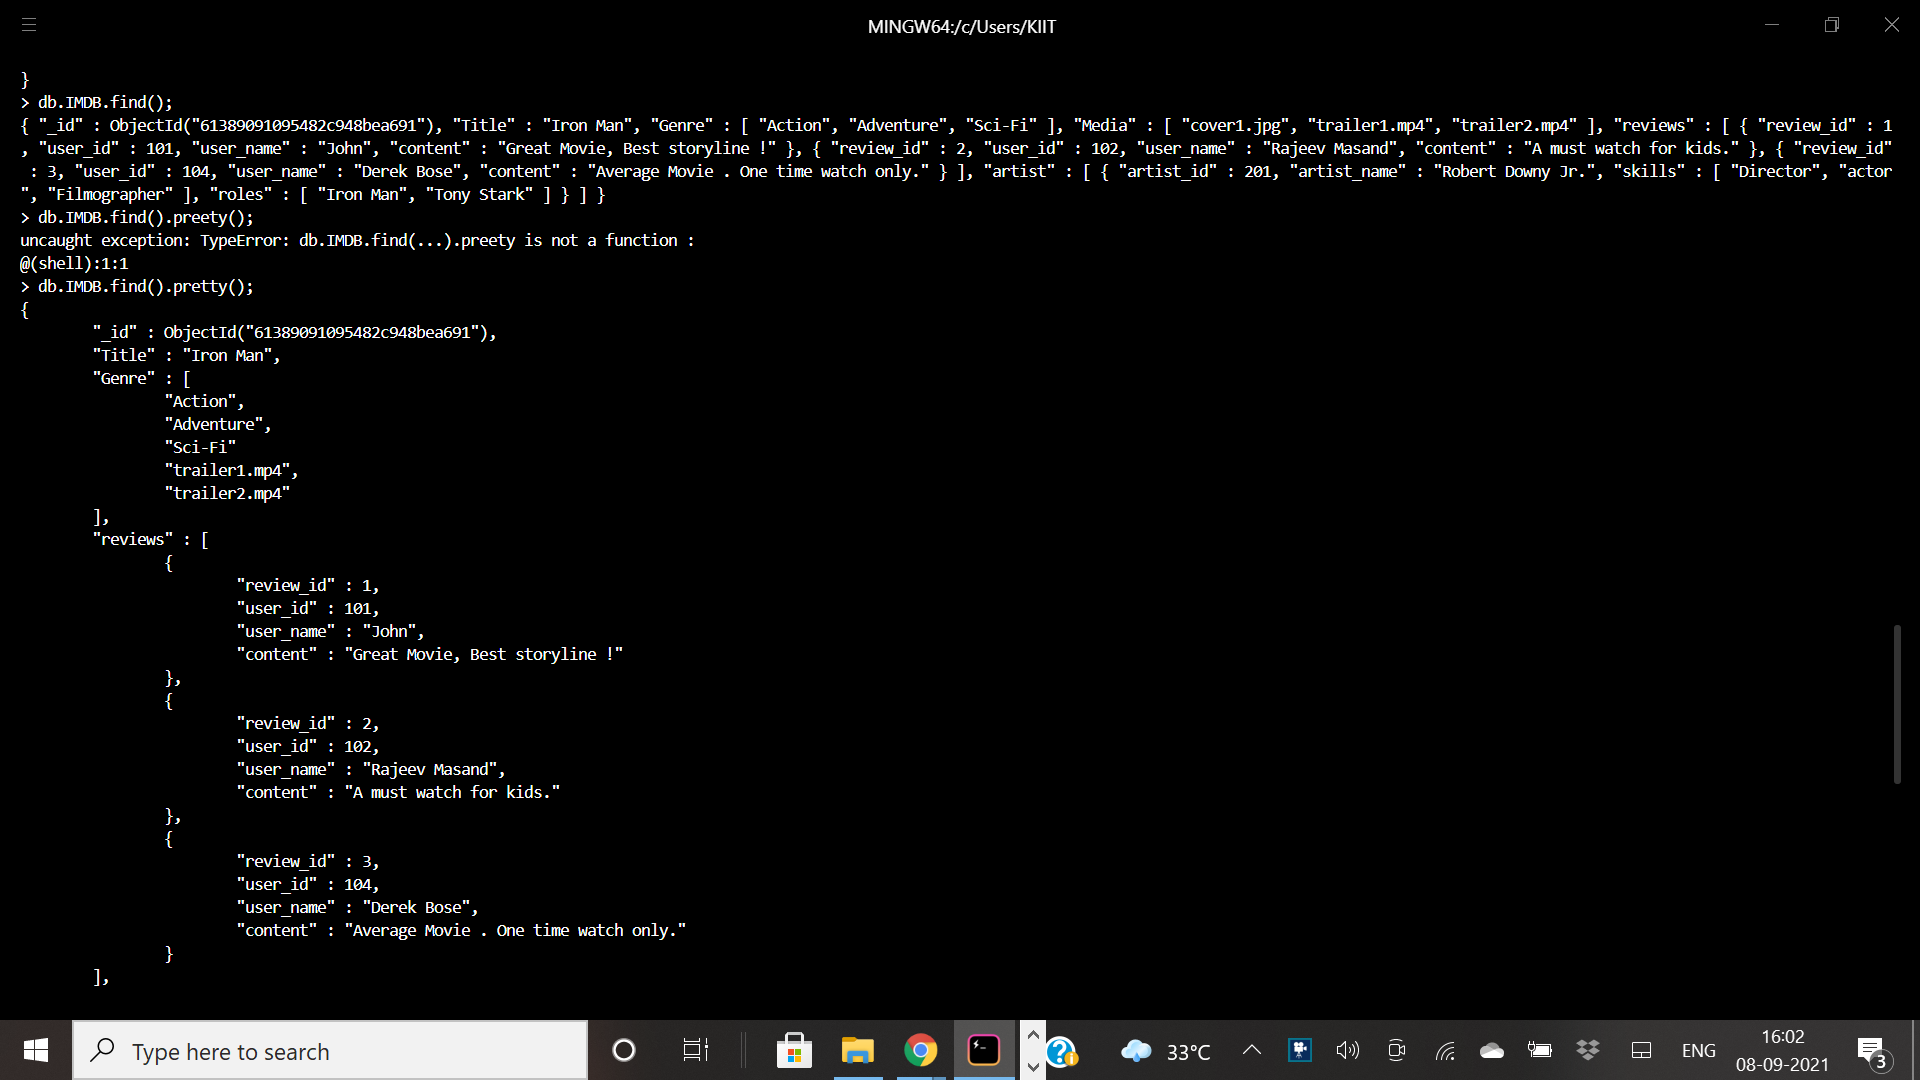 MINGW64:/c/Users/KIIT
}
> db.IMDB.find();
{ "_id" : ObjectId("61389091095482c948bea691"), "Title" : "Iron Man", "Genre" : [ "Action", "Adventure", "Sci-Fi" ], "Media" : [ "cover1.jpg", "trailer1.mp4", "trailer2.mp4" ], "reviews" : [ { "review_id" : 1
, "user_id" : 101, "user_name" : "John", "content" : "Great Movie, Best storyline !" }, { "review_id" : 2, "user_id" : 102, "user_name" : "Rajeev Masand", "content" : "A must watch for kids." }, { "review_id"
: 3, "user_id" : 104, "user_name" : "Derek Bose", "content" : "Average Movie . One time watch only." } ], "artist" : [ { "artist_id" : 201, "artist_name" : "Robert Downy Jr.", "skills" : [ "Director", "actor
", "Filmographer" ], "roles" : [ "Iron Man", "Tony Stark" ] } ] }
> db.IMDB.find().preety();
uncaught exception: TypeError: db.IMDB.find(...).preety is not a function :
@(shell):1:1
> db.IMDB.find().pretty();
{
"_id" : ObjectId("61389091095482c948bea691"),
"Title" : "Iron Man",
"Genre" : [
"Action",
"Adventure",
"Sci-Fi"
"trailer1.mp4",
"trailer2.mp4"
],
"reviews" : [
{
"review_id" : 1,
"user_id" : 101,
"user_name" : "John",
"content" : "Great Movie, Best storyline !"
},
{
"review_id" : 2,
"user_id" : 102,
"user_name" : "Rajeev Masand",
"content" : "A must watch for kids."
},
{
"review_id" : 3,
"user_id" : 104,
"user_name" : "Derek Bose",
"content" : "Average Movie . One time watch only."
}
],
Type here to search
33°C
ENG
16:02
08-09-2021
3